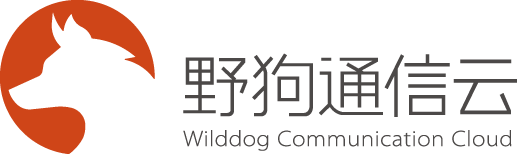 野狗通信云
Wilddog Communication Cloud